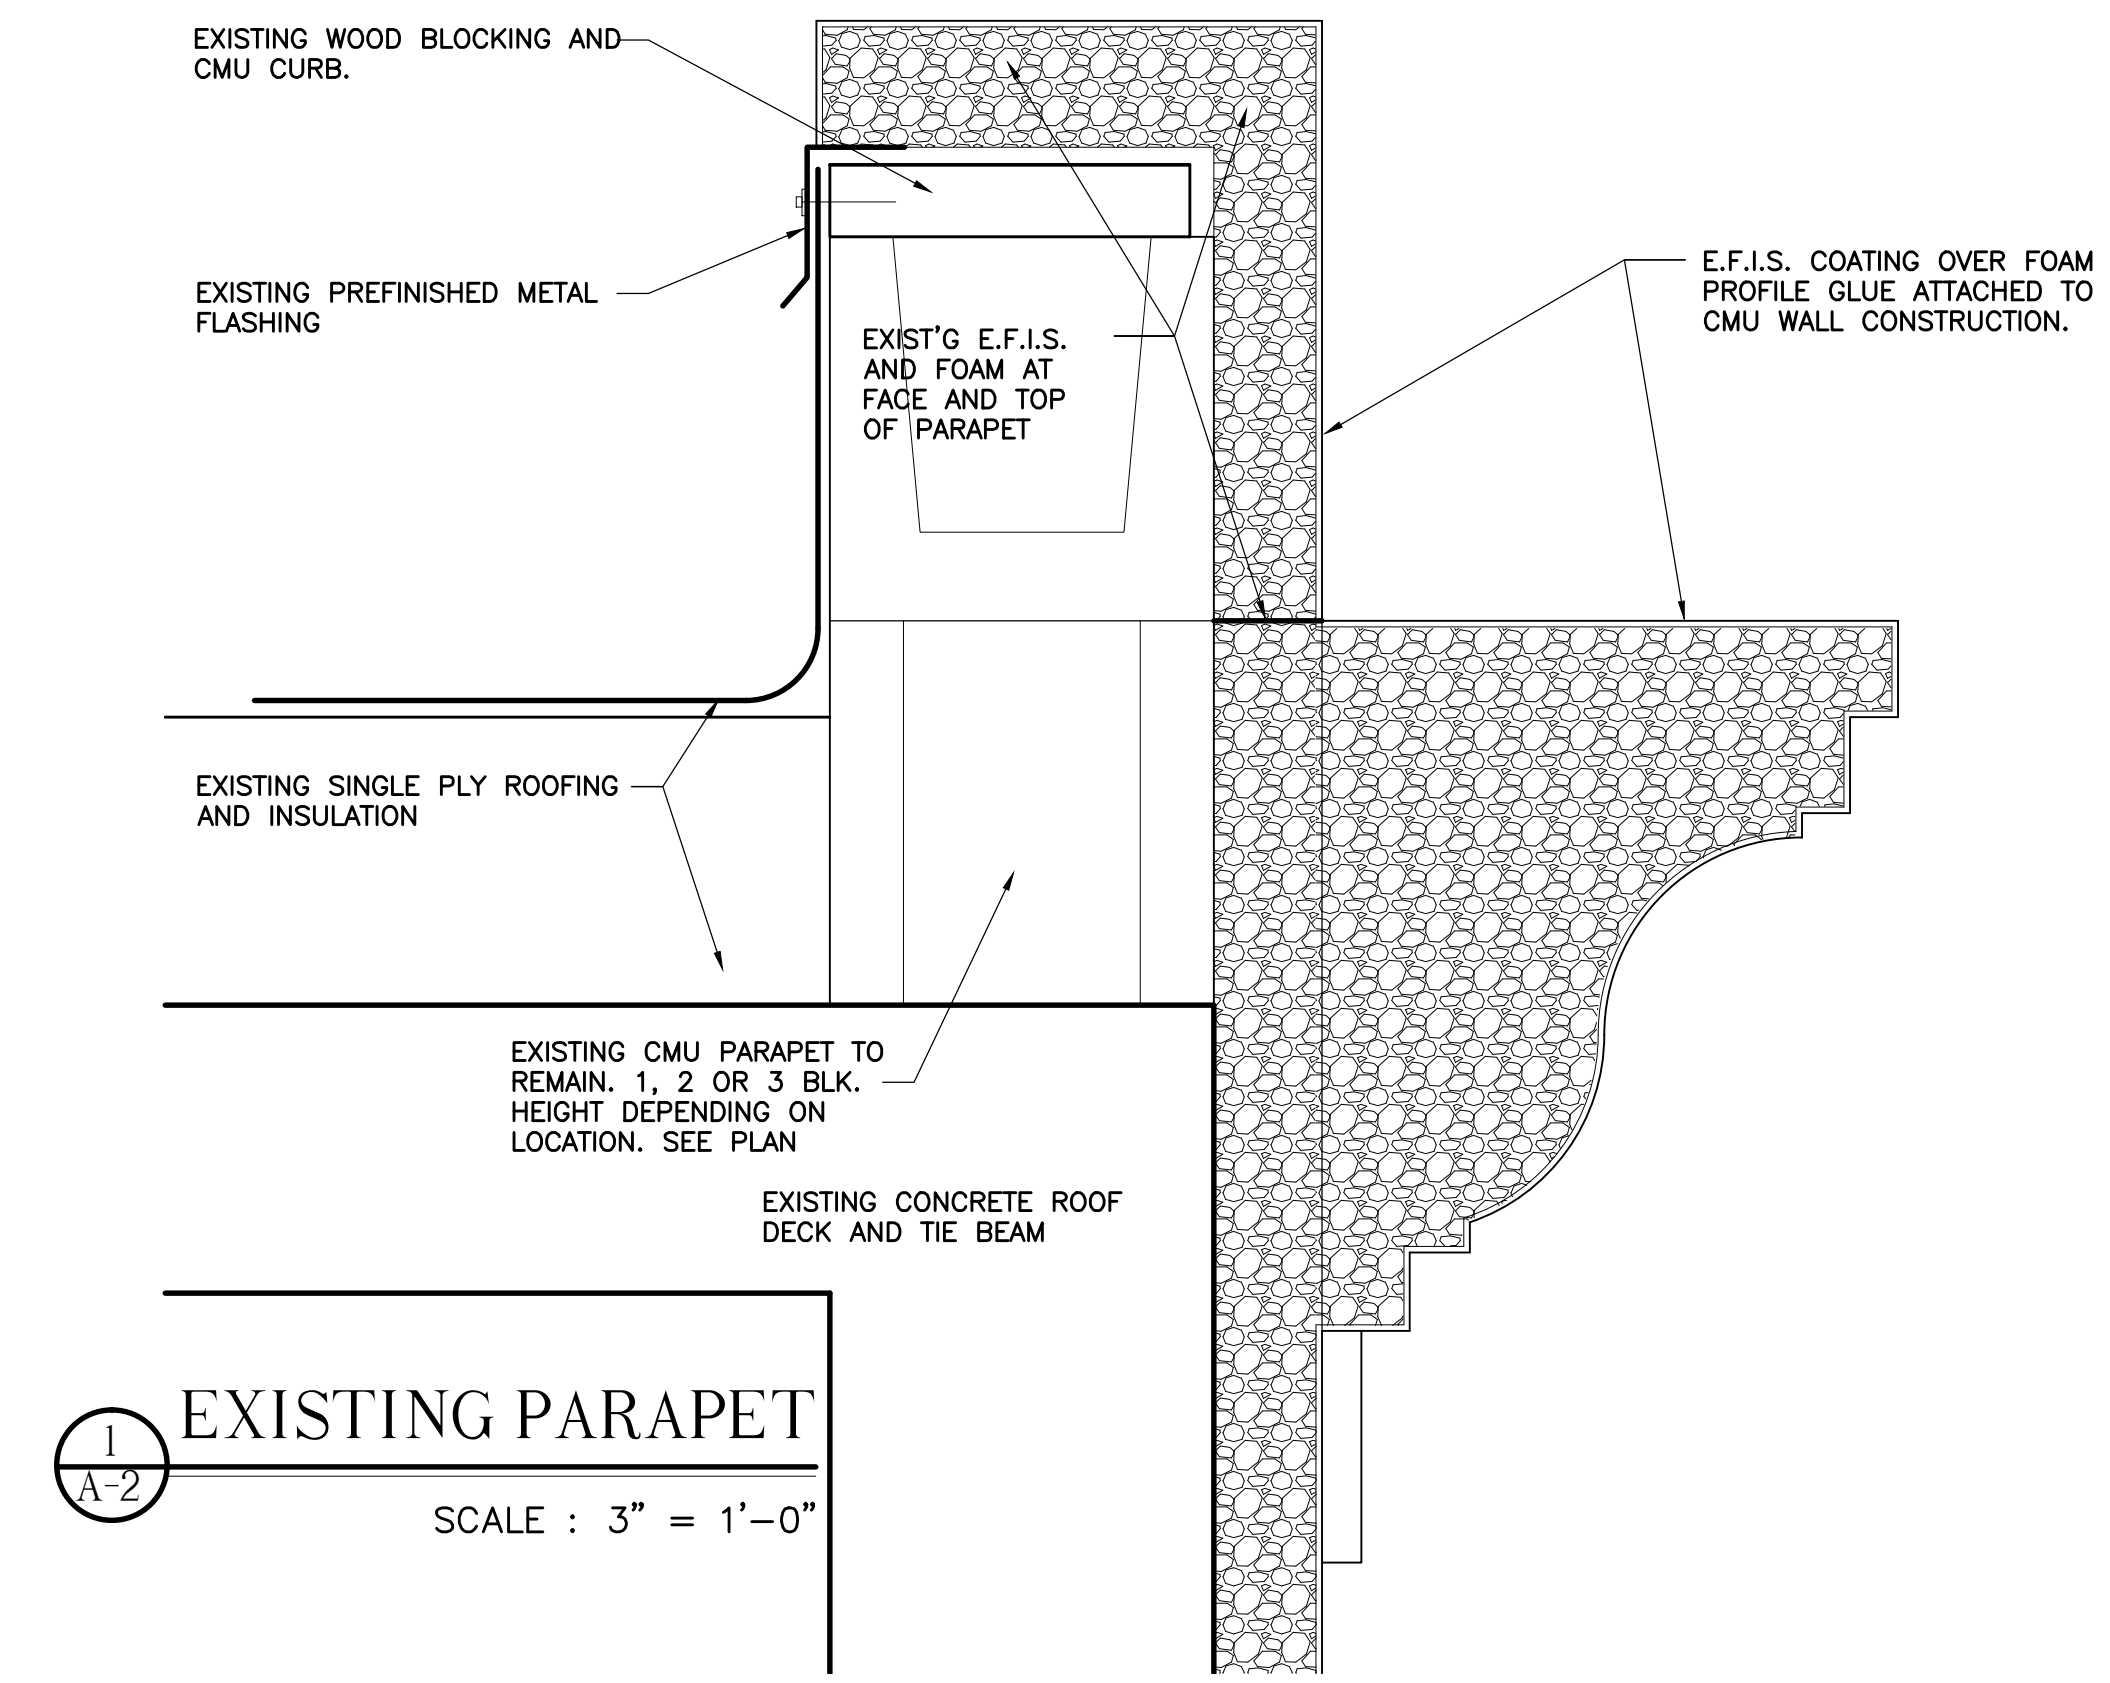 EXISTING WOOD BLOCKING AND
CMU CURB.
EXISTING PREFINISHED METAL
FLASHING
E.F.I.S. COATING OVER FOAM
PROFILE GLUE ATTACHED TO
CMU WALL CONSTRUCTION.
EXIST'G E.F.I.S.
AND FOAM AT
FACE AND TOP
OF PARAPET
EXISTING SINGLE PLY ROOFING
AND INSULATION
EXISTING CMU PARAPET TO
REMAIN. 1, 2 OR 3 BLK.
HEIGHT DEPENDING ON
LOCATION. SEE PLAN
EXISTING CONCRETE ROOF
DECK AND TIE BEAM
1
A-2
EXISTING PARAPET
SCALE : 3" = 1'-0"